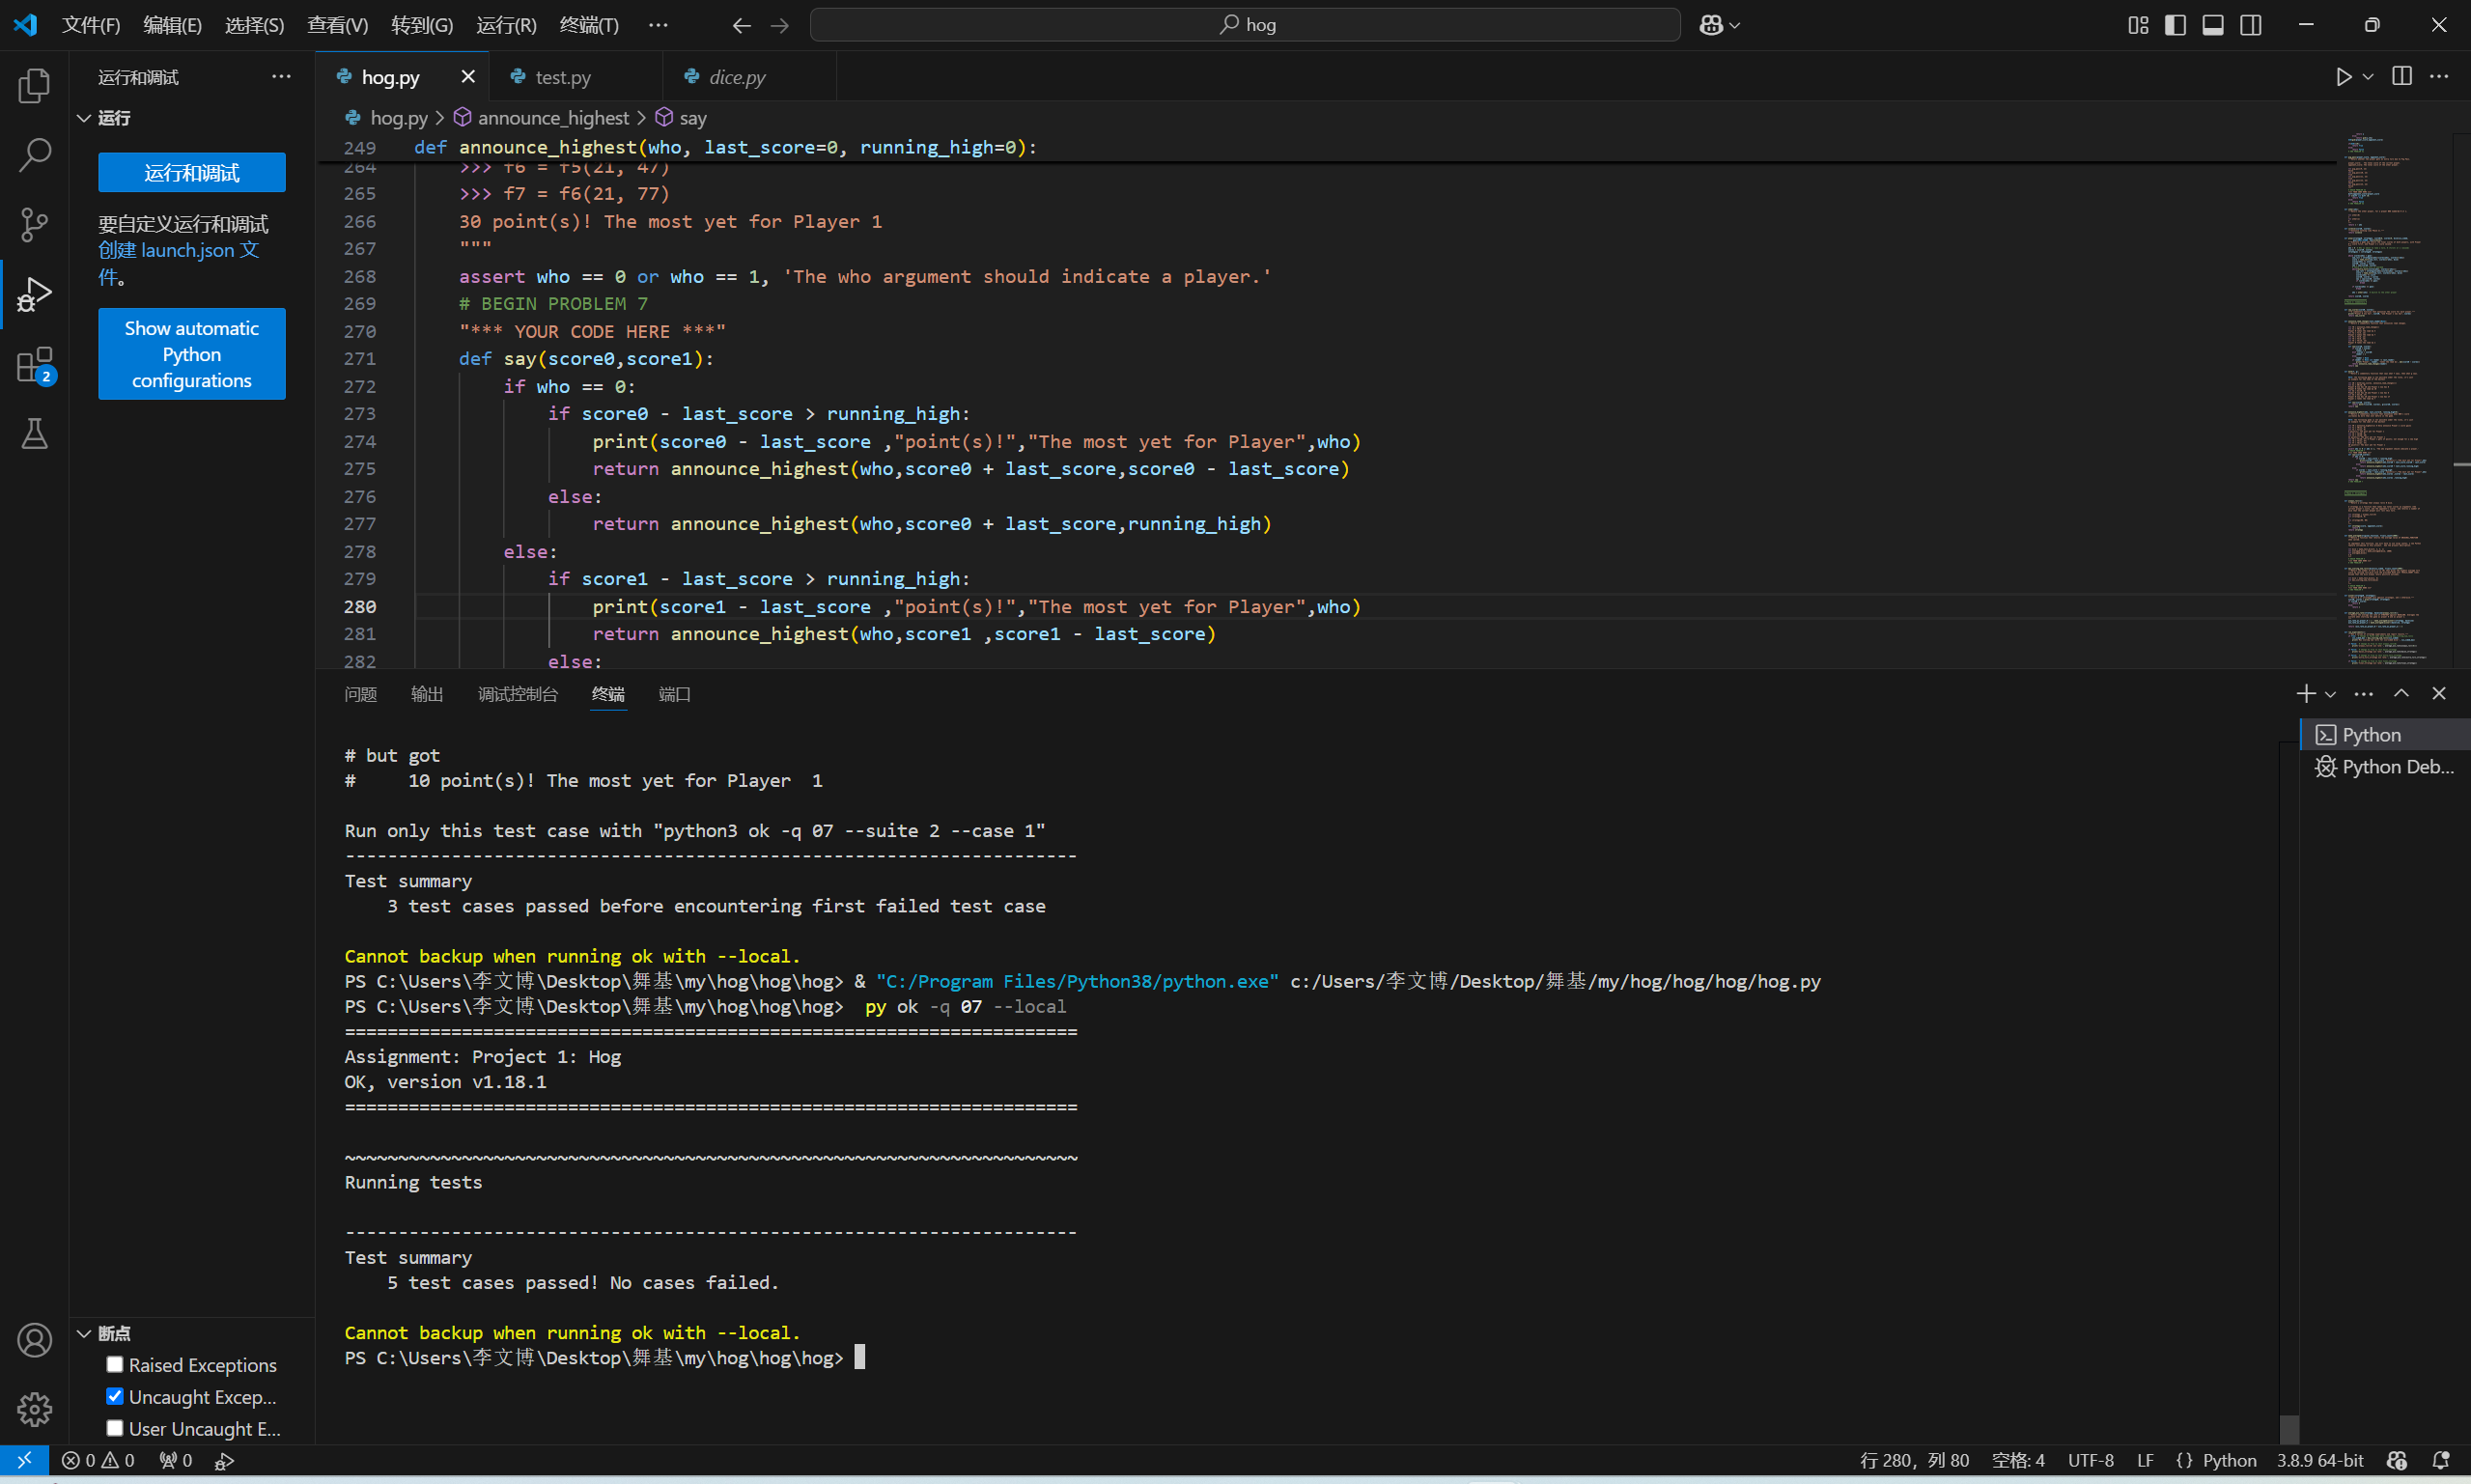 文件(F) 编辑(E) 选择(S) 查看(V) 转到(G) 运行(R) 终端(T) ··· hog
运行和调试 ···
hog.py test.py dice.py
运行
运行和调试
要自定义运行和调试
创建 launch.json 文
件。
Show automatic
Python
configurations
2
hog.py > announce_highest > say
249 def announce_highest(who, last_score=0, running_high=0):
264 >>> f6 = f5(21, 47)
265 >>> f7 = f6(21, 77)
266 30 point(s)! The most yet for Player 1
267 """
268 assert who == 0 or who == 1, 'The who argument should indicate a player.'
269 # BEGIN PROBLEM 7
270 "*** YOUR CODE HERE ***"
271 def say(score0,score1):
272 if who == 0:
273 if score0 - last_score > running_high:
274 print(score0 - last_score ,"point(s)!","The most yet for Player",who)
275 return announce_highest(who,score0 + last_score,score0 - last_score)
276 else:
277 return announce_highest(who,score0 + last_score,running_high)
278 else:
279 if score1 - last_score > running_high:
280 print(score1 - last_score ,"point(s)!","The most yet for Player",who)
281 return announce_highest(who,score1 ,score1 - last_score)
282 else:
问题 输出 调试控制台 终端 端口
Python
Python Deb...
# but got
#     10 point(s)! The most yet for Player  1
Run only this test case with "python3 ok -q 07 --suite 2 --case 1"
---------------------------------------------------------------------
Test summary
    3 test cases passed before encountering first failed test case
Cannot backup when running ok with --local.
PS C:\Users\李文博\Desktop\舞基\my\hog\hog\hog> & "C:/Program Files/Python38/python.exe" c:/Users/李文博/Desktop/舞基/my/hog/hog/hog/hog.py
PS C:\Users\李文博\Desktop\舞基\my\hog\hog\hog>  py ok -q 07 --local
=====================================================================
Assignment: Project 1: Hog
OK, version v1.18.1
=====================================================================
~~~~~~~~~~~~~~~~~~~~~~~~~~~~~~~~~~~~~~~~~~~~~~~~~~~~~~~~~~~~~~~~~~~~~
Running tests
---------------------------------------------------------------------
Test summary
    5 test cases passed! No cases failed.
Cannot backup when running ok with --local.
PS C:\Users\李文博\Desktop\舞基\my\hog\hog\hog>
断点
Raised Exceptions
Uncaught Excep...
User Uncaught E...
0 0 0 行 280，列 80 空格: 4 UTF-8 LF {} Python 3.8.9 64-bit